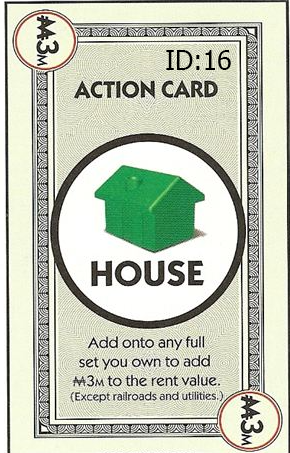 ₩3M
ID:16
ACTION CARD
HOUSE
Add onto any full
set you own to add
₩3M to the rent value.
(Except railroads and utilities.)
₩3M